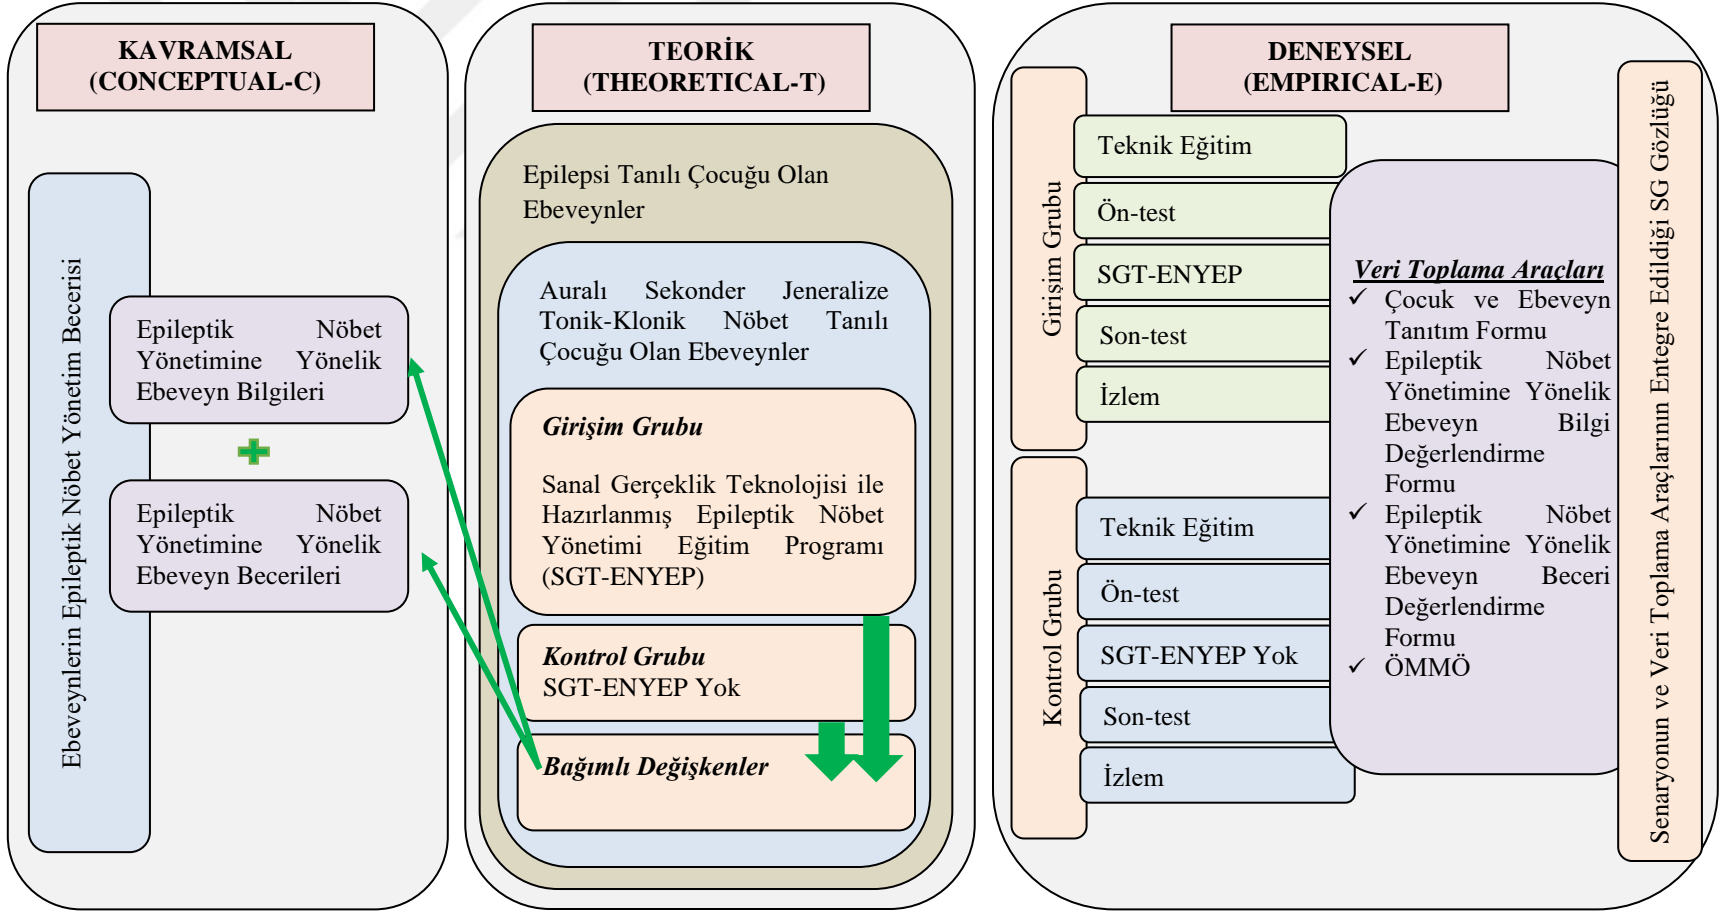 KAVRAMSAL
(CONCEPTUAL-C)
Ebeveynlerin Epileptik Nöbet Yönetim Becerisi
Epileptik Nöbet
Yönetimine Yönelik
Ebeveyn Bilgileri
Epileptik Nöbet
Yönetimine Yönelik
Ebeveyn Becerileri
TEORİK
(THEORETICAL-T)
Epilepsi Tanılı Çocuğu Olan
Ebeveynler
Auralı Sekonder Jeneralize
Tonik-Klonik Nöbet Tanılı
Çocuğu Olan Ebeveynler
Girişim Grubu
Sanal Gerçeklik Teknolojisi ile
Hazırlanmış Epileptik Nöbet
Yönetimi Eğitim Programı
(SGT-ENYEP)
Kontrol Grubu
SGT-ENYEP Yok
Bağımlı Değişkenler
DENEYSEL
(EMPIRICAL-E)
Girişim Grubu
Teknik Eğitim
Ön-test
SGT-ENYEP
Son-test
İzlem
Kontrol Grubu
Teknik Eğitim
Ön-test
SGT-ENYEP Yok
Son-test
İzlem
Veri Toplama Araçları
✓ Çocuk ve Ebeveyn
Tanıtım Formu
✓ Epileptik Nöbet
Yönetimine Yönelik
Ebeveyn Bilgi
Değerlendirme
Formu
✓ Epileptik Nöbet
Yönetimine Yönelik
Ebeveyn Beceri
Değerlendirme
Formu
✓ ÖMMÖ
Senaryonun ve Veri Toplama Araçlarının Entegre Edildiği SG Gözlüğü